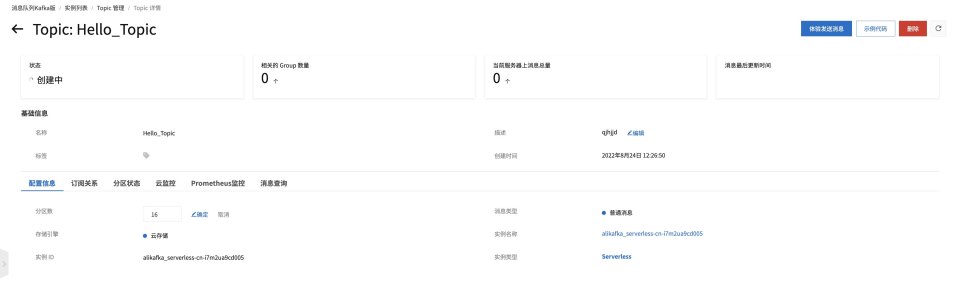 消息队列Kafka版 / 实例列表 / Topic 管理 / Topic 详情
← Topic: Hello_Topic
体验发送消息 示例代码 删除
状态 相关的 Group 数量 当前服务器上消息总量 消息最后更新时间
创建中 0 个 0 个
基础信息
名称 Hello_Topic 描述 qhjjd 编辑
标签 创建时间 2022年8月24日 12:26:50
配置信息 订阅关系 分区状态 云监控 Prometheus监控 消息查询
分区数 16 确定 取消 消息类型 普通消息
存储引擎 云存储 实例名称 alikafka_serverless-cn-i7m2ua9cd005
实例 ID alikafka_serverless-cn-i7m2ua9cd005 实例类型 Serverless